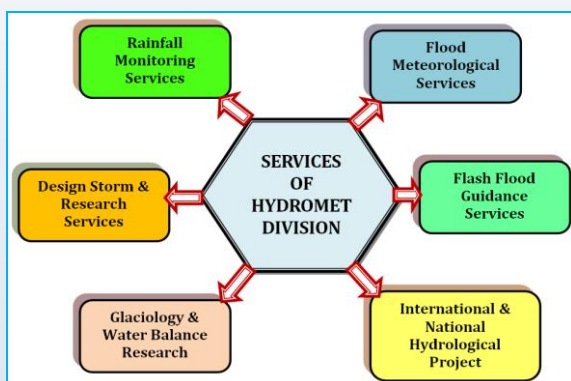 Rainfall
Monitoring
Services
Flood
Meteorological
Services
Design Storm &
Research
Services
SERVICES
OF
HYDROMET
DIVISION
Flash Flood
Guidance
Services
Glaciology &
Water Balance
Research
International &
National
Hydrological
Project